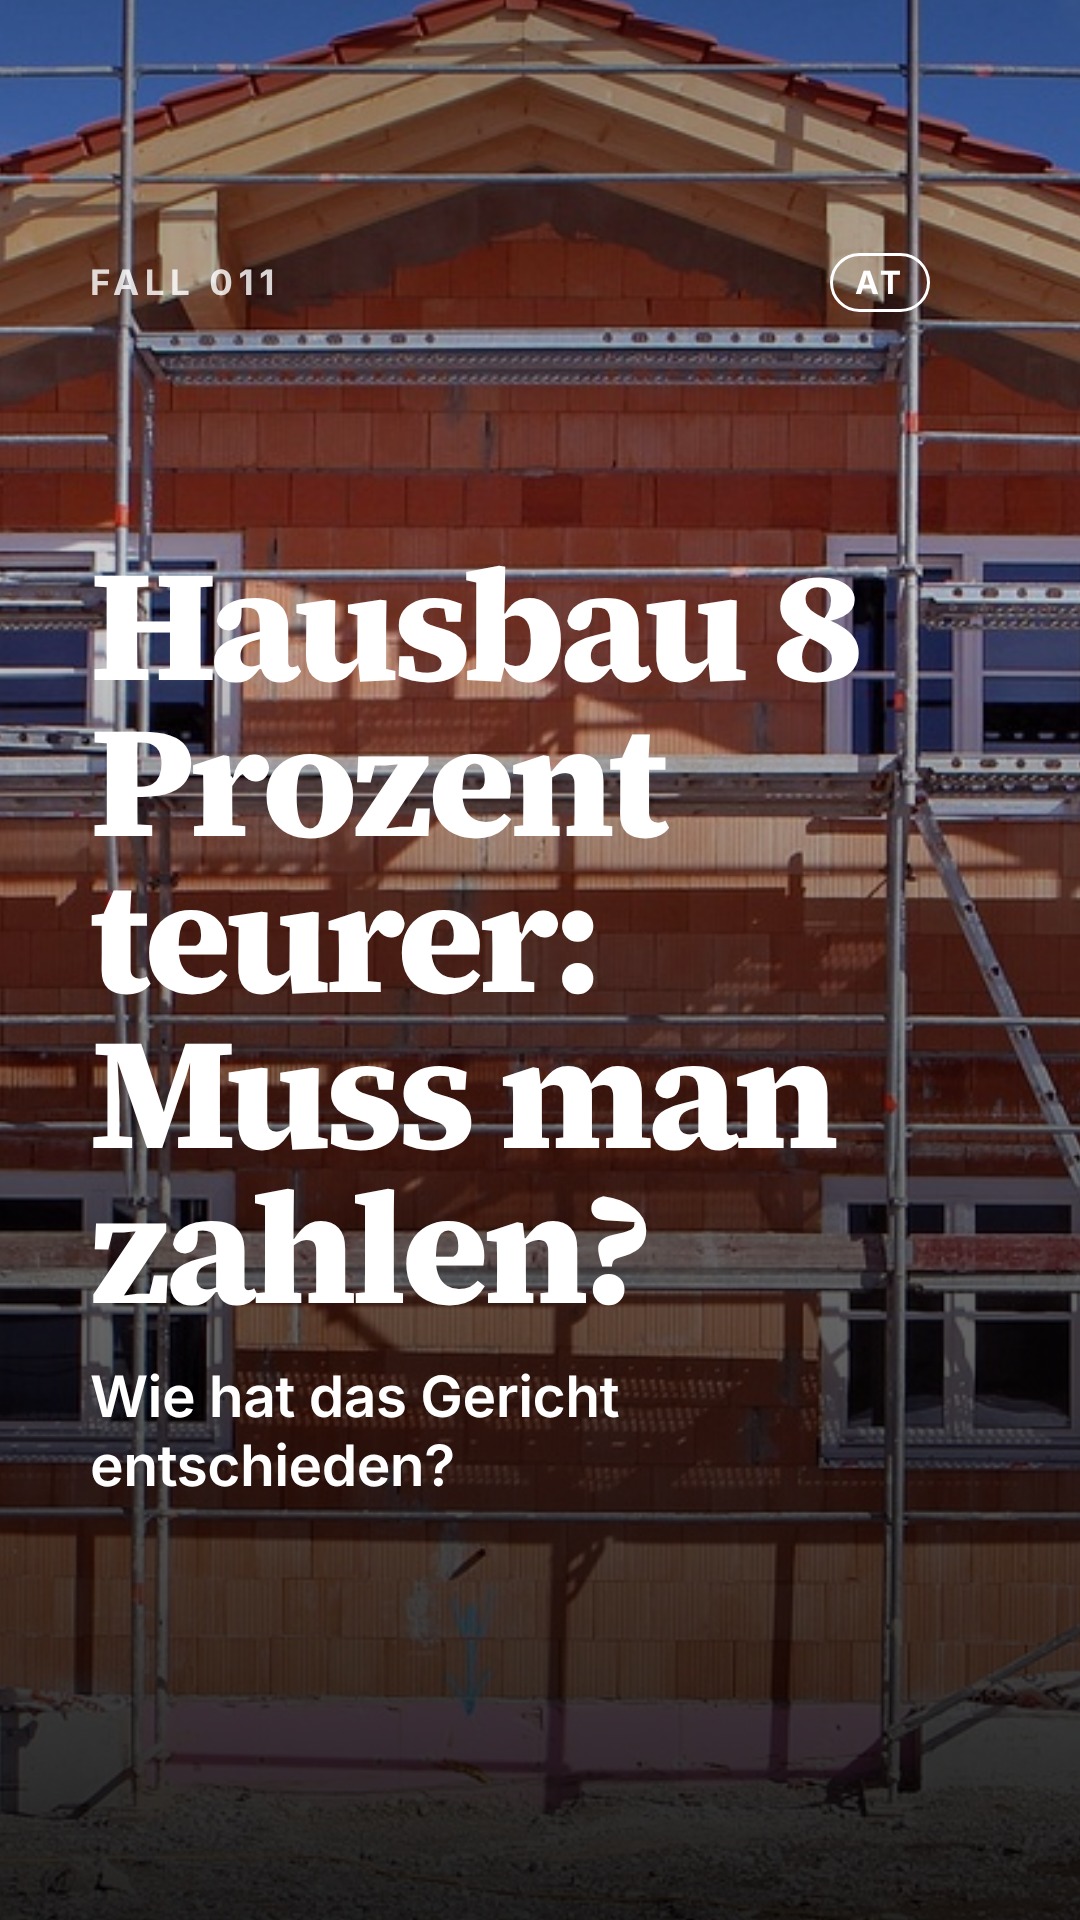 FALL 011
AT
Hausbau 8
Prozent
teurer:
Muss man
zahlen?
Wie hat das Gericht
entschieden?